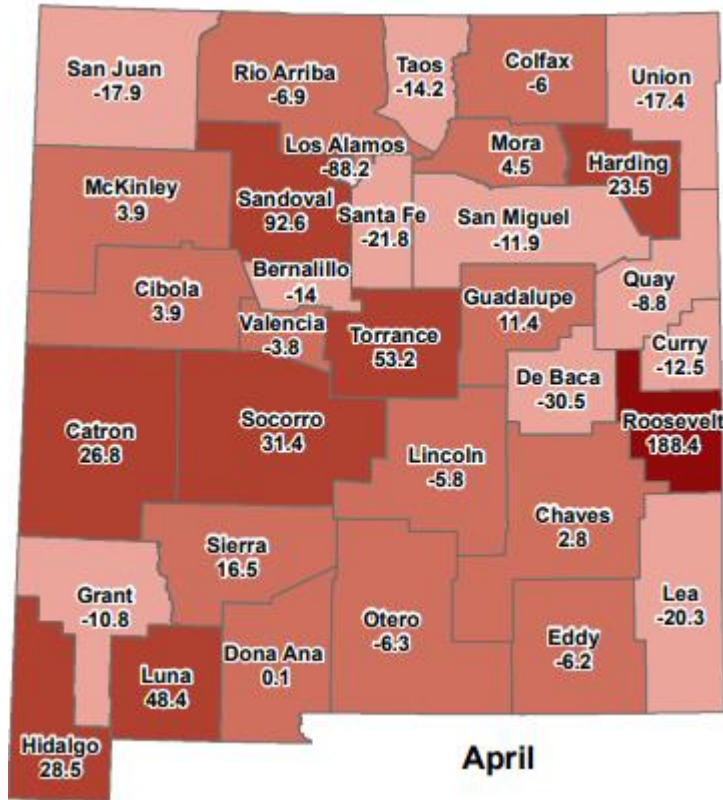 San Juan
-17.9
Rio Arriba
-6.9
Taos
-14.2
Colfax
-6
Union
-17.4
Los Alamos
-88.2
Mora
4.5
Harding
23.5
McKinley
3.9
Sandoval
92.6
Santa Fe
-21.8
San Miguel
-11.9
Bernalillo
-14
Cibola
3.9
Valencia
-3.8
Torrance
53.2
Guadalupe
11.4
Quay
-8.8
Curry
-12.5
De Baca
-30.5
Roosevelt
188.4
Catron
26.8
Socorro
31.4
Lincoln
-5.8
Chaves
2.8
Sierra
16.5
Grant
-10.8
Otero
-6.3
Lea
-20.3
Eddy
-6.2
Dona Ana
0.1
Luna
48.4
Hidalgo
28.5
April